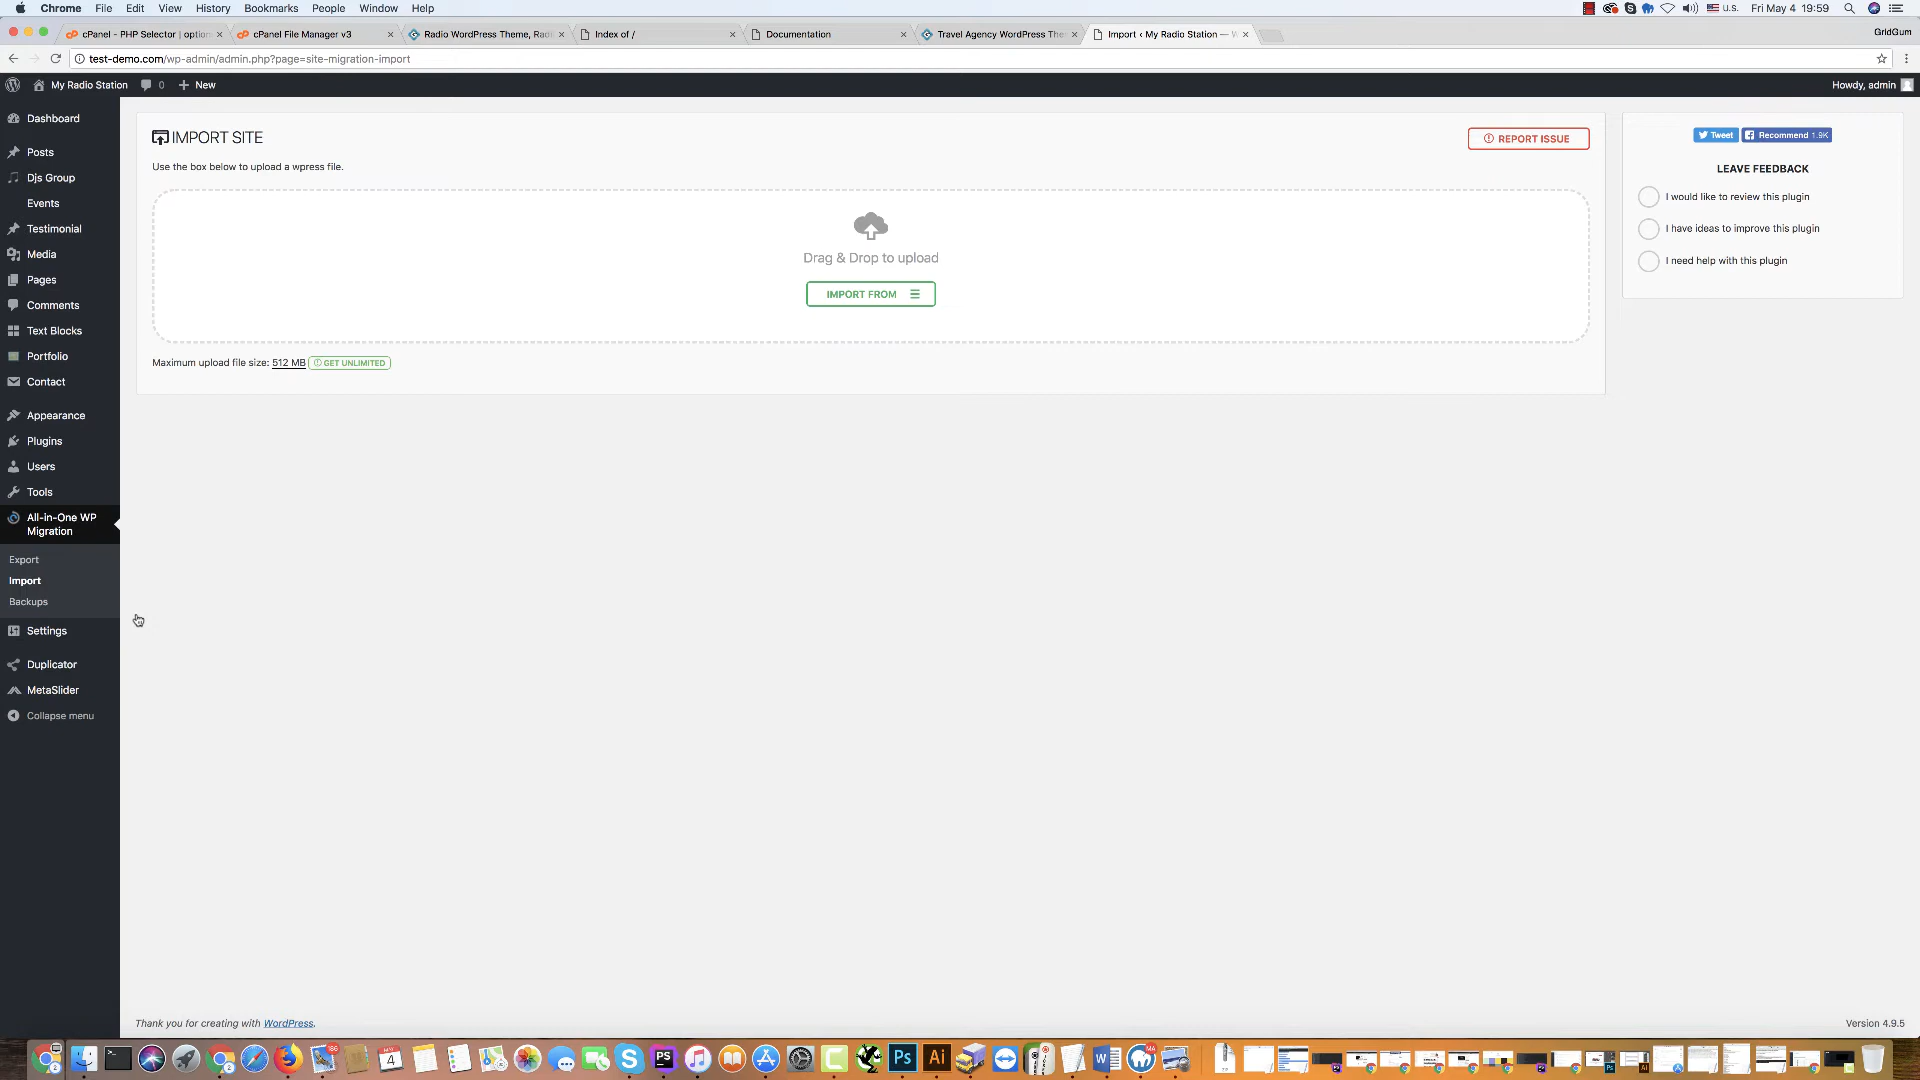 Chrome File Edit View History Bookmarks People Window Help
U.S. Fri May 4 19:59
cPanel - PHP Selector | option
cPanel File Manager v3
Radio WordPress Theme, Radi
Index of /
Documentation
Travel Agency WordPress The
Import ‹ My Radio Station — W
GridGum
test-demo.com/wp-admin/admin.php?page=site-migration-import
My Radio Station 0 New
Howdy, admin
Dashboard
Posts
Djs Group
Events
Testimonial
Media
Pages
Comments
Text Blocks
Portfolio
Contact
Appearance
Plugins
Users
Tools
All-in-One WP
Migration
Export
Import
Backups
Settings
Duplicator
MetaSlider
Collapse menu
IMPORT SITE
REPORT ISSUE
Use the box below to upload a wpress file.
Drag & Drop to upload
IMPORT FROM
Maximum upload file size: 512 MB GET UNLIMITED
Tweet
Recommend 1.9K
LEAVE FEEDBACK
I would like to review this plugin
I have ideas to improve this plugin
I need help with this plugin
Thank you for creating with WordPress.
Version 4.9.5